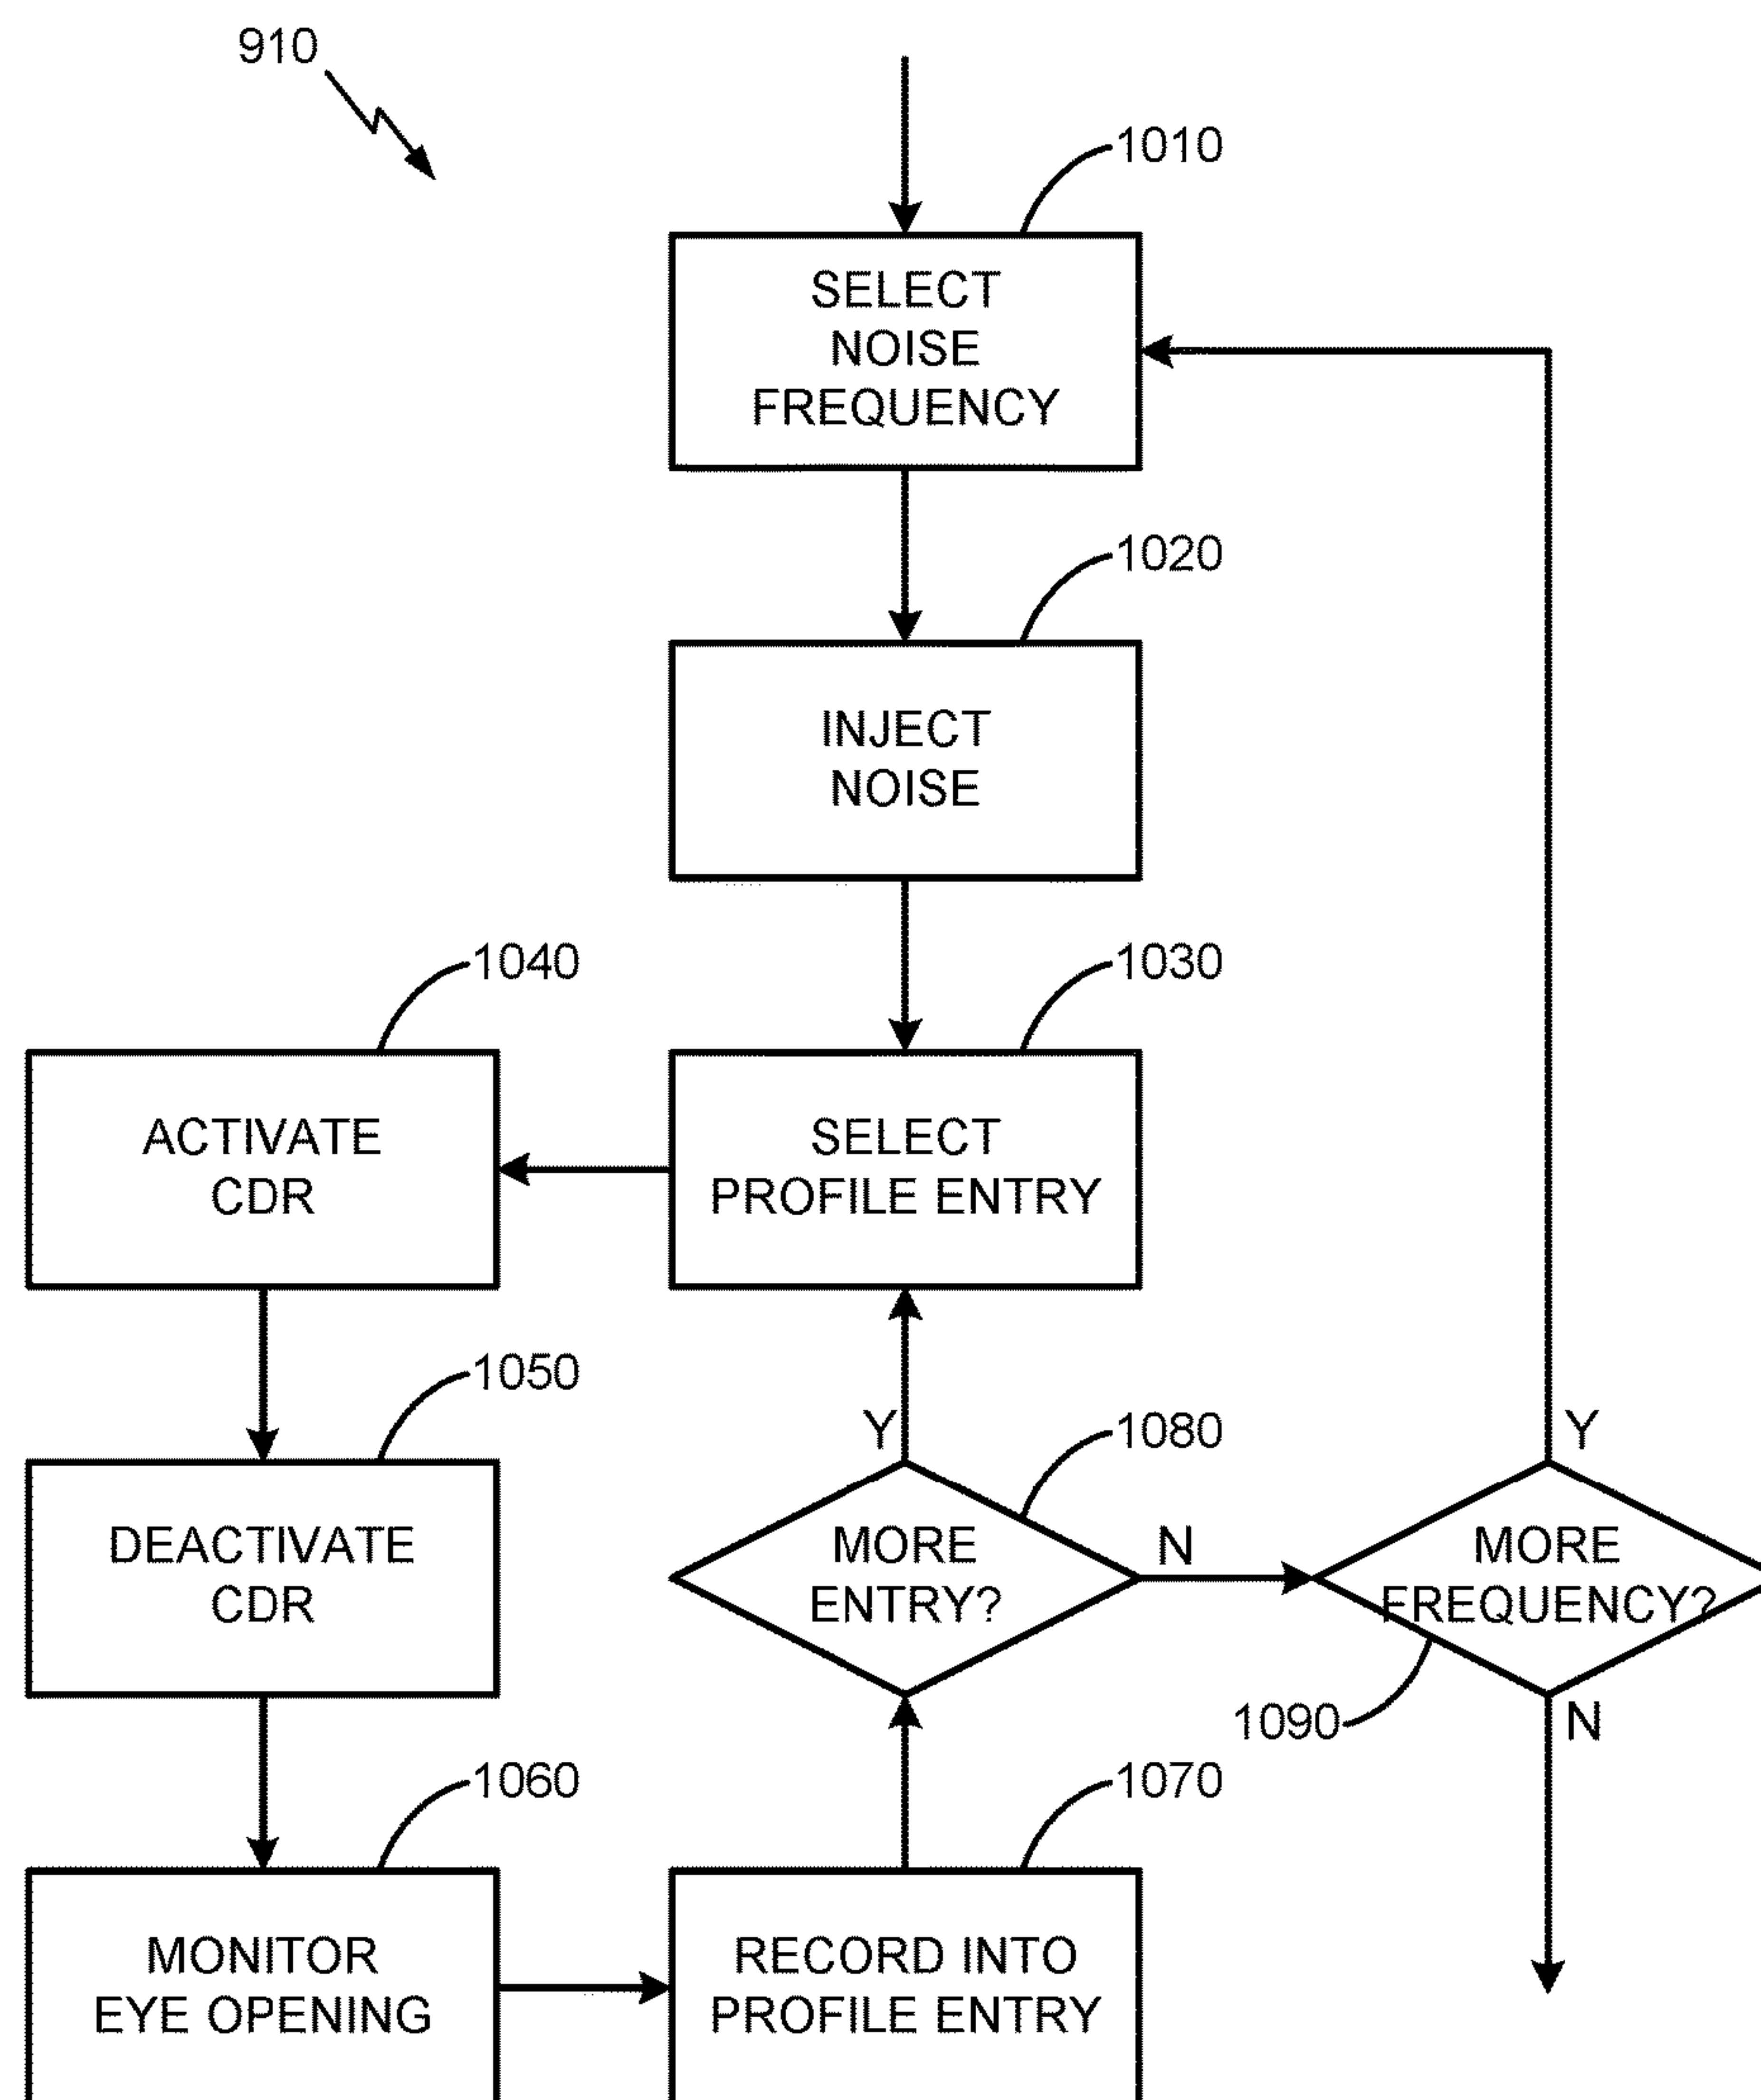 910
1010
SELECT
NOISE
FREQUENCY
1020
INJECT
NOISE
1040
1030
ACTIVATE
CDR
SELECT
PROFILE ENTRY
1050
Y
1080
Y
DEACTIVATE
CDR
MORE
ENTRY?
N
MORE
FREQUENCY?
1090
N
1060
1070
MONITOR
EYE OPENING
RECORD INTO
PROFILE ENTRY